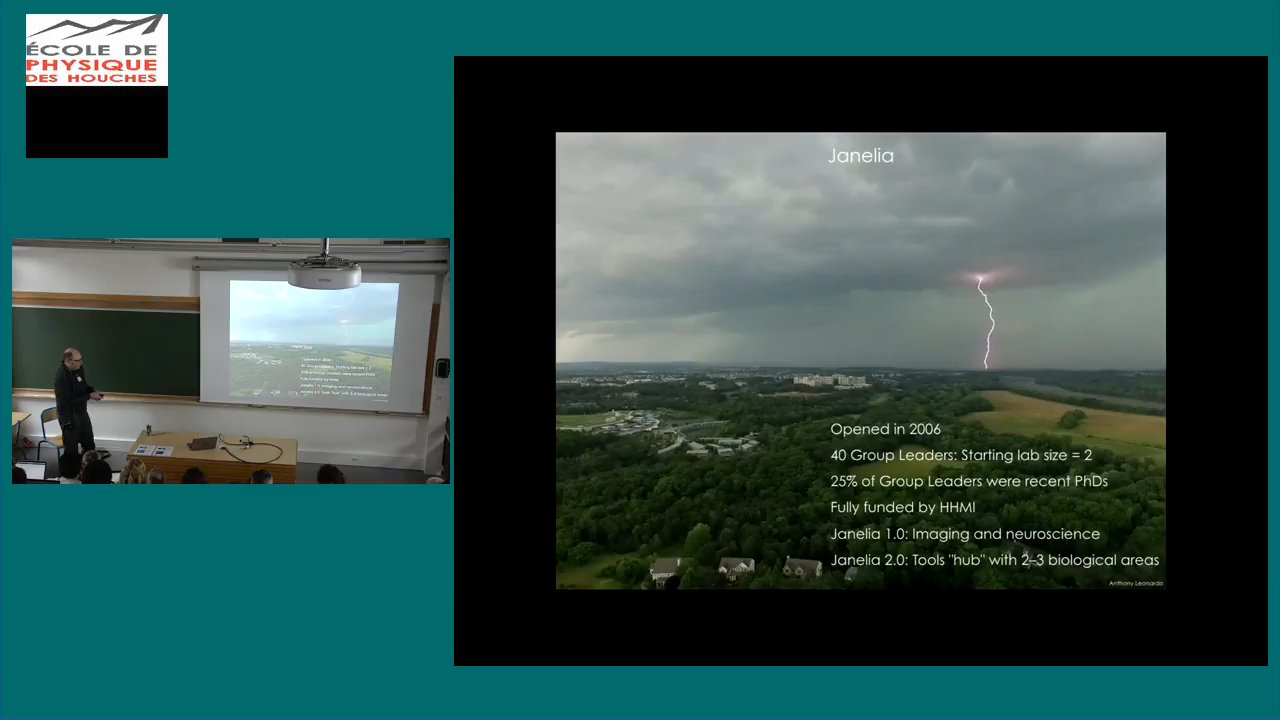 ÉCOLE DE
PHYSIQUE
DES HOUCHES
Janelia
Opened in 2006
40 Group Leaders: Starting lab size = 2
25% of Group Leaders were recent PhDs
Fully funded by HHMI
Janelia 1.0: Imaging and neuroscience
Janelia 2.0: Tools "hub" with 2–3 biological areas
Anthony Leonardo